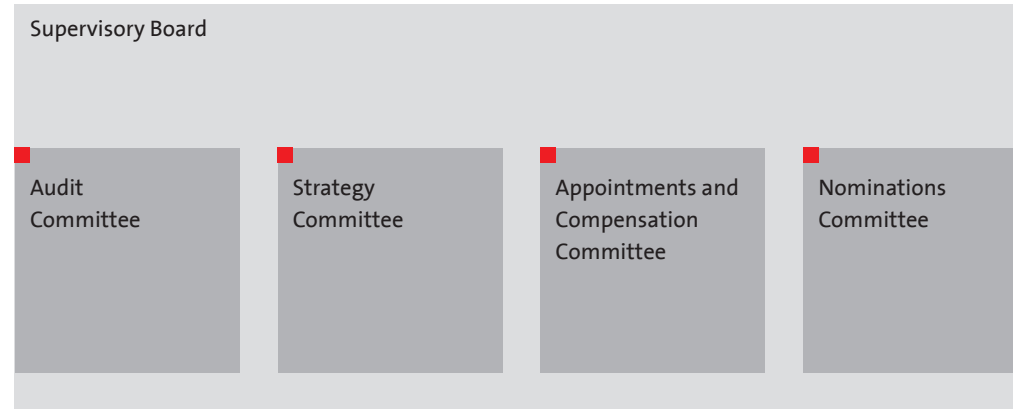 Supervisory Board
Audit
Committee
Strategy
Committee
Appointments and
Compensation
Committee
Nominations
Committee